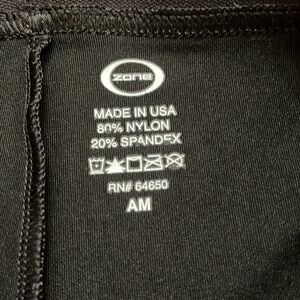 ZONE
MADE IN USA
80% NYLON
20% SPANDEX
RN# 64650
AM